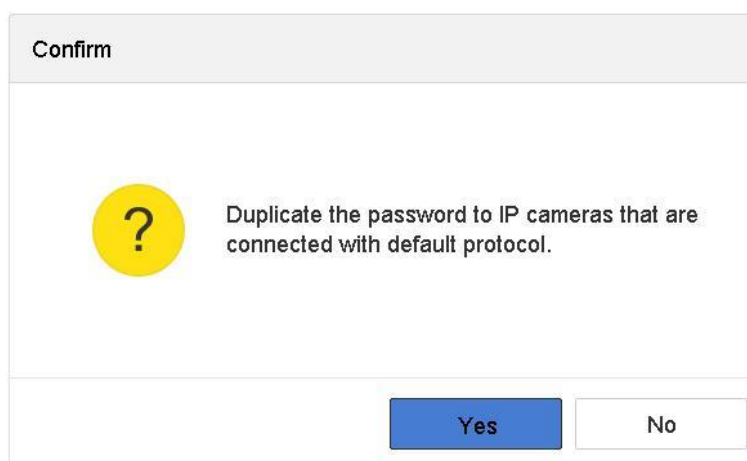 Confirm
?
Duplicate the password to IP cameras that are
connected with default protocol.
Yes
No